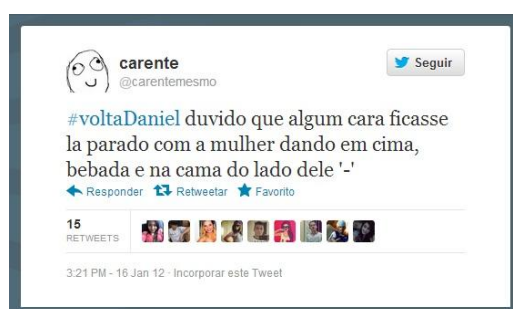 carente
@carentemesmo
Seguir
#voltaDaniel duvido que algum cara ficasse
la parado com a mulher dando em cima,
bebada e na cama do lado dele '-'
Responder Retweetar Favorito
15
RETWEETS
3:21 PM - 16 Jan 12 · Incorporar este Tweet